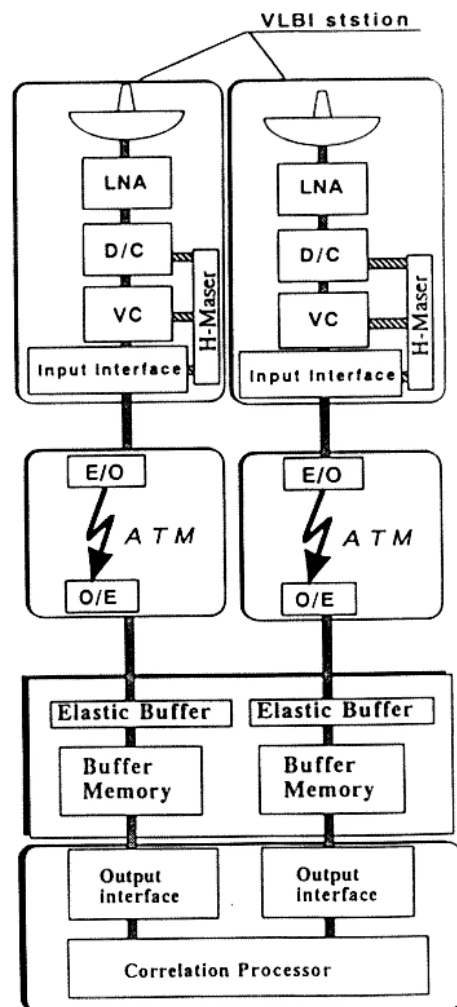 VLBI ststion
LNA
LNA
D/C
D/C
VC
VC
H-Maser
H-Maser
Input Interface
Input Interface
E/O
E/O
ATM
ATM
O/E
O/E
Elastic Buffer
Elastic Buffer
Buffer
Memory
Buffer
Memory
Output
interface
Output
interface
Correlation Processor